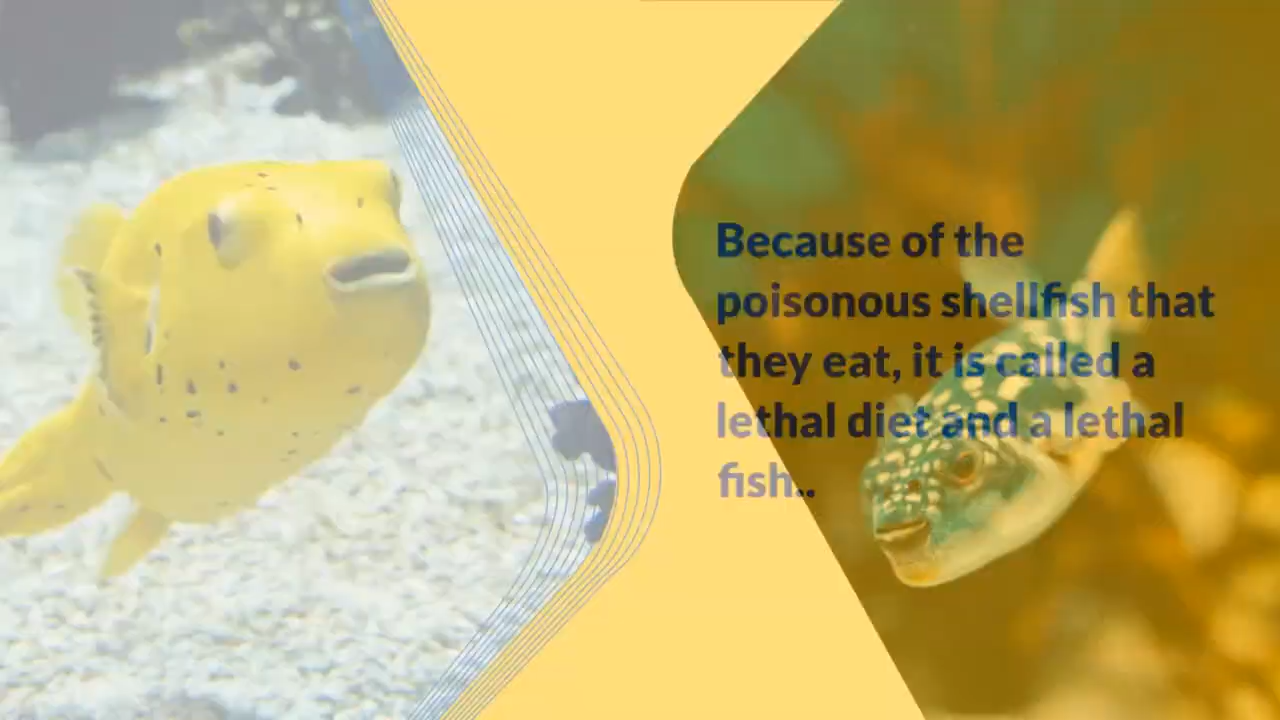 Because of the
poisonous shellfish that
they eat, it is called a
lethal diet and a lethal
fish..